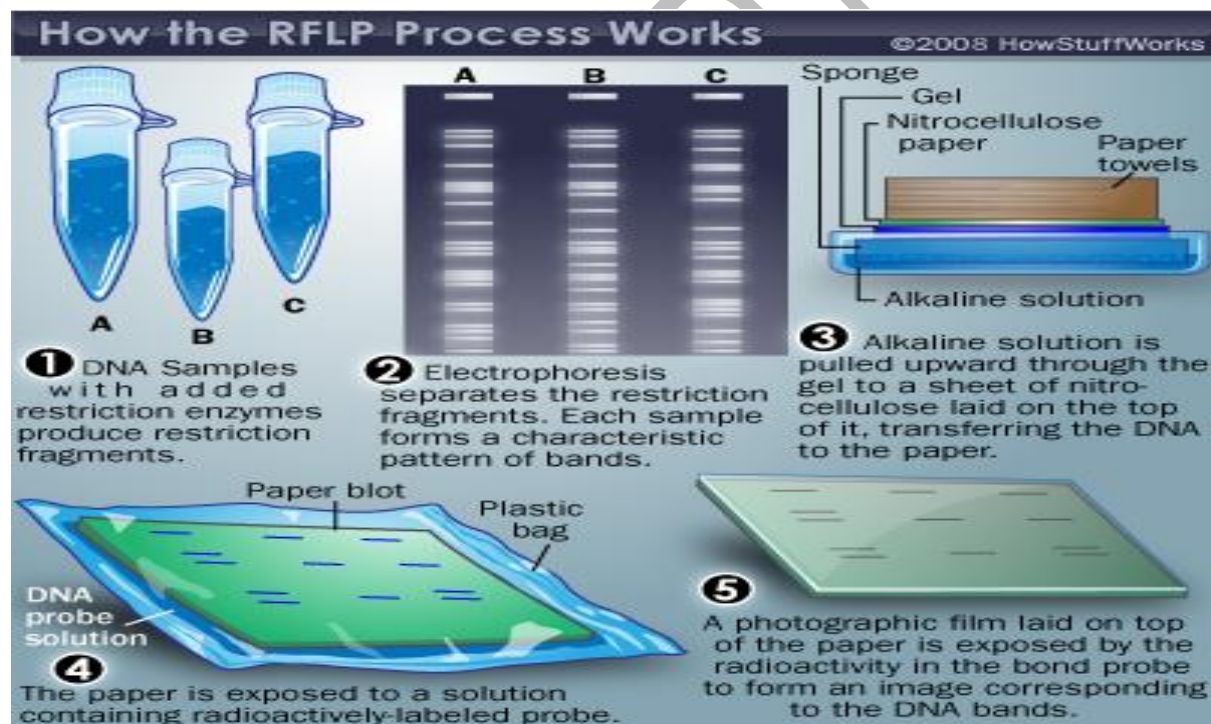 How the RFLP Process Works
©2008 HowStuffWorks
A
B
C
1 DNA Samples
with added
restriction enzymes
produce restriction
fragments.
A B C
2 Electrophoresis
separates the restriction
fragments. Each sample
forms a characteristic
pattern of bands.
Sponge
Gel
Nitrocellulose
paper
Paper
towels
Alkaline solution
3 Alkaline solution is
pulled upward through the
gel to a sheet of nitro-
cellulose laid on the top
of it, transferring the DNA
to the paper.
Paper blot
Plastic
bag
DNA
probe
solution
4
The paper is exposed to a solution
containing radioactively-labeled probe.
5
A photographic film laid on top
of the paper is exposed by the
radioactivity in the bond probe
to form an image corresponding
to the DNA bands.